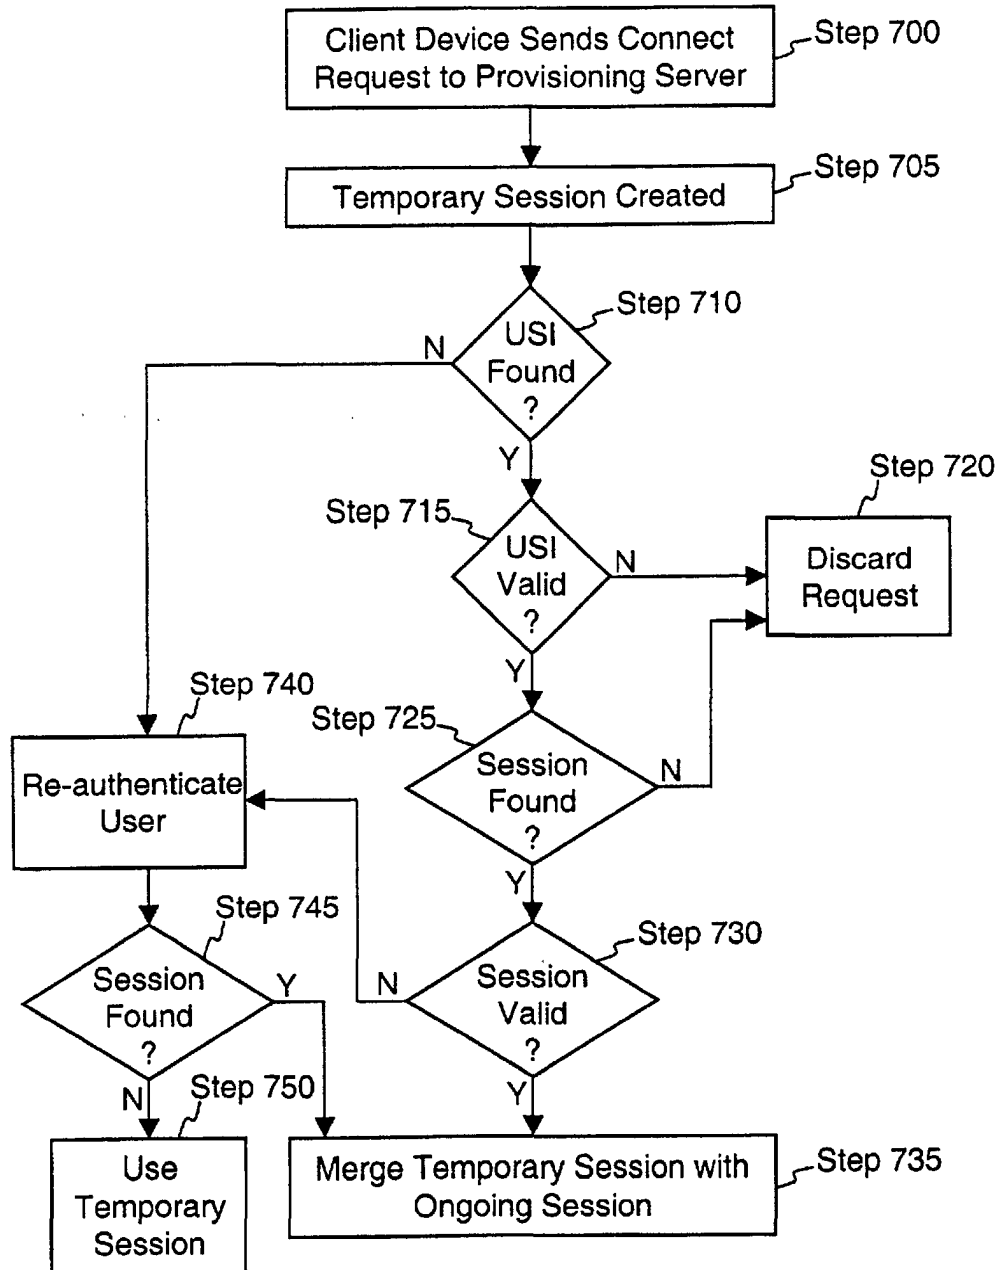 Client Device Sends Connect
Request to Provisioning Server
Step 700
Temporary Session Created
Step 705
USI
Found
?
Step 710
N
Y
USI
Valid
?
Step 715
N
Y
Discard
Request
Step 720
Session
Found
?
Step 725
N
Y
Session
Valid
?
Step 730
N
Y
Re-authenticate
User
Step 740
Session
Found
?
Step 745
Y
N
Use
Temporary
Session
Step 750
Merge Temporary Session with
Ongoing Session
Step 735